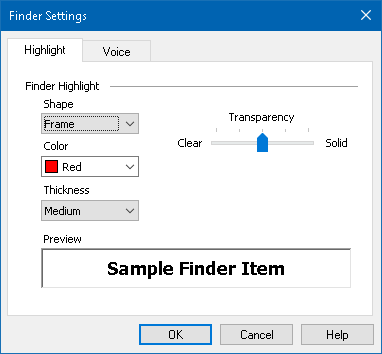 Finder Settings
Highlight Voice
Finder Highlight
Shape
Frame
Transparency
Clear Solid
Color
Red
Thickness
Medium
Preview
Sample Finder Item
OK Cancel Help